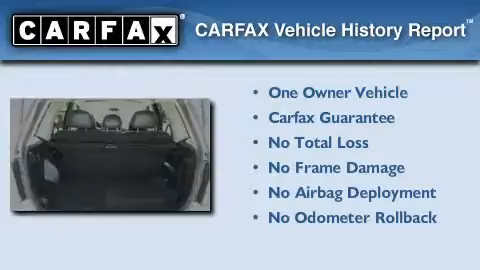 CARFAX® CARFAX Vehicle History Report™
• One Owner Vehicle
• Carfax Guarantee
• No Total Loss
• No Frame Damage
• No Airbag Deployment
• No Odometer Rollback